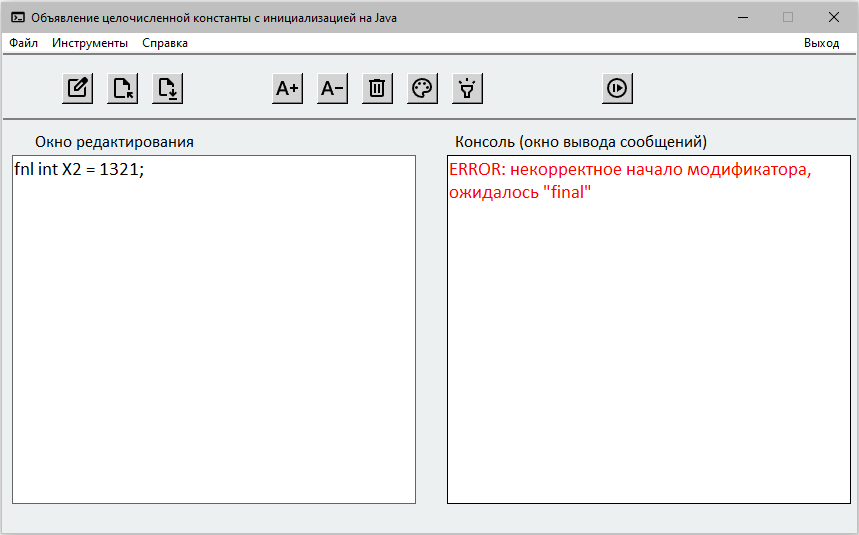 Объявление целочисленной константы с инициализацией на Java
Файл Инструменты Справка Выход
A+ A−
Окно редактирования
Консоль (окно вывода сообщений)
fnl int X2 = 1321;
ERROR: некорректное начало модификатора,
ожидалось "final"